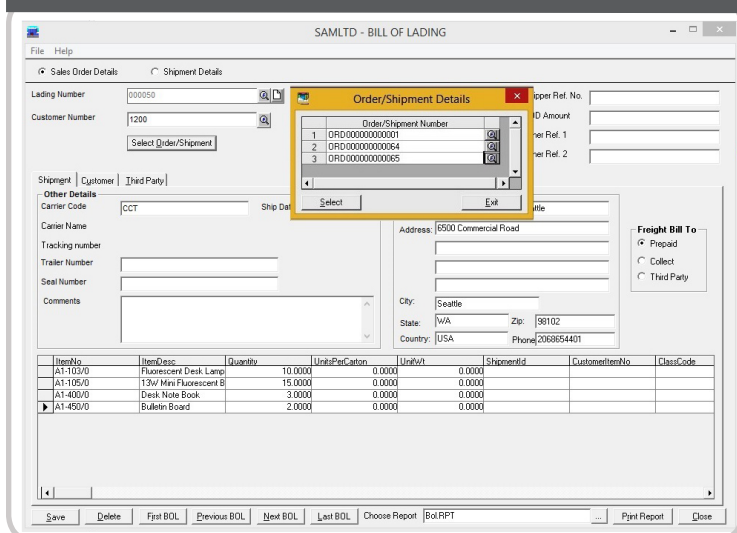 SAMLTD - BILL OF LADING
File Help
Sales Order Details Shipment Details
Lading Number 000050
Customer Number 1200
Select Order/Shipment
Order/Shipment Details
Order/Shipment Number
1 ORD000000000001
2 ORD000000000064
3 ORD000000000065
Select Exit
ipper Ref. No.
D Amount
er Ref. 1
er Ref. 2
Shipment Customer Third Party
Other Details
Carrier Code CCT Ship Dat
Carrier Name
Tracking number
Trailer Number
Seal Number
Comments
attle
Address: 6500 Commercial Road
City: Seattle
State: WA Zip: 98102
Country: USA Phone 2068654401
Freight Bill To
Prepaid
Collect
Third Party
ItemNo ItemDesc Quantity UnitsPerCarton UnitWt ShipmentId CustomerItemNo ClassCode
A1-103/0 Fluorescent Desk Lamp 10.0000 0.0000 0.0000
A1-105/0 13W Mini Fluorescent B 15.0000 0.0000 0.0000
A1-400/0 Desk Note Book 3.0000 0.0000 0.0000
A1-450/0 Bulletin Board 2.0000 0.0000 0.0000
Save Delete First BOL Previous BOL Next BOL Last BOL Choose Report Bol.RPT ... Print Report Close